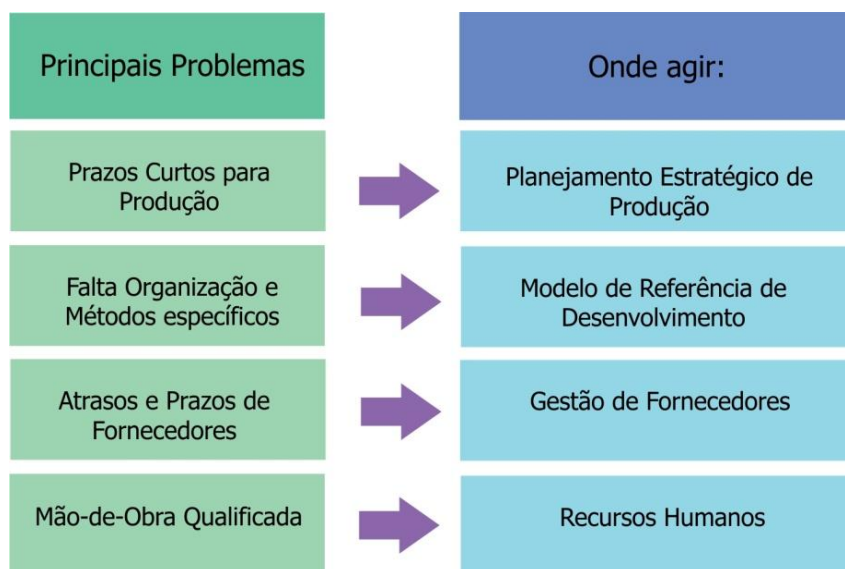 Principais Problemas
Onde agir:
Prazos Curtos para
Produção
Planejamento Estratégico de
Produção
Falta Organização e
Métodos específicos
Modelo de Referência de
Desenvolvimento
Atrasos e Prazos de
Fornecedores
Gestão de Fornecedores
Mão-de-Obra Qualificada
Recursos Humanos